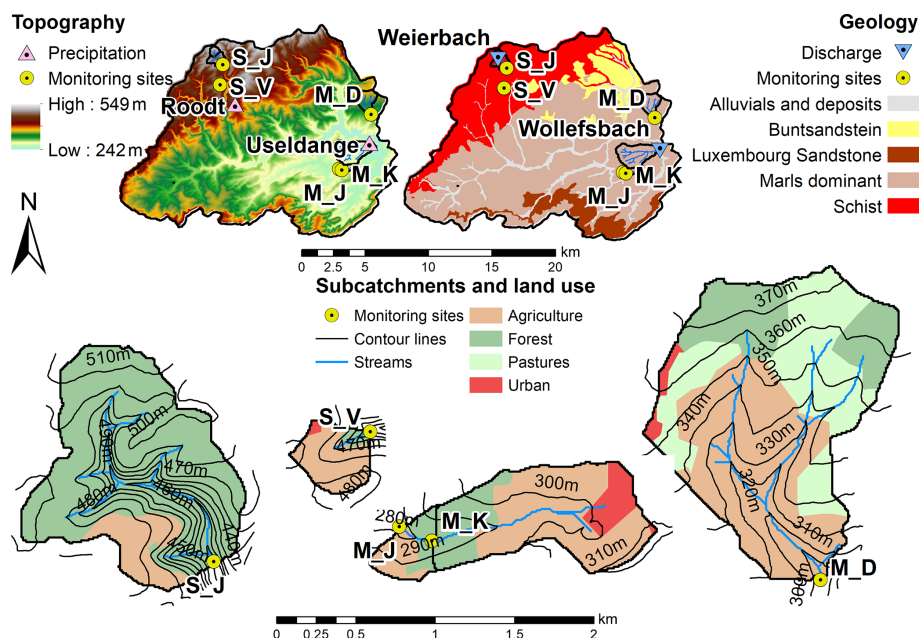 Topography
Precipitation
Monitoring sites
High : 549 m
Low : 242 m
N
S_J
S_V
Roodt
M_D
Useldange
M_K
M_J
Weierbach
S_J
S_V
M_D
Wollefsbach
M_K
M_J
Geology
Discharge
Monitoring sites
Alluvials and deposits
Buntsandstein
Luxembourg Sandstone
Marls dominant
Schist
0 2.5 5 10 15 20 km
Subcatchments and land use
Monitoring sites
Contour lines
Streams
Agriculture
Forest
Pastures
Urban
510m
500m
490m
470m
480m
460m
440m
450m
S_J
S_V
470m
480m
300m
280m
M_K
M_J
290m
310m
370m
360m
350m
340m
330m
320m
310m
300m
M_D
0 0.25 0.5 1 1.5 2 km